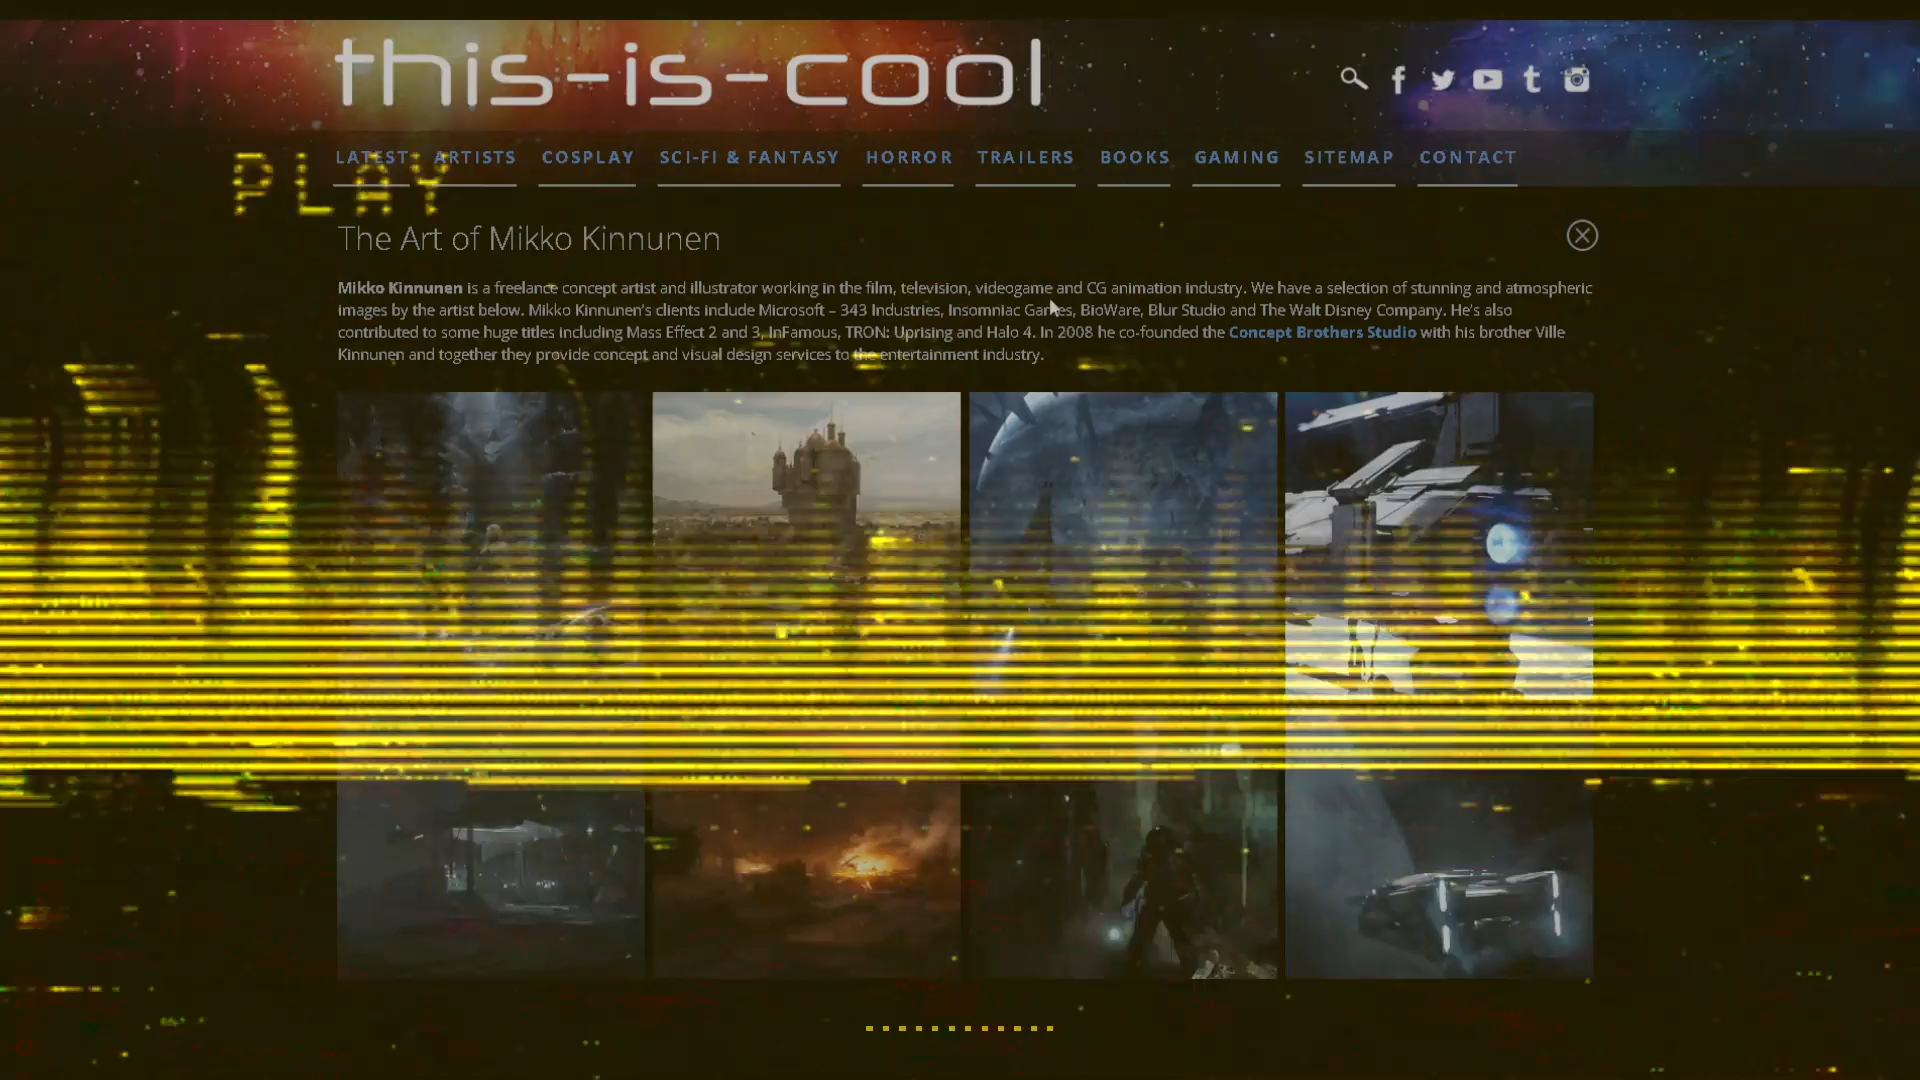 this-is-cool
LATEST ARTISTS COSPLAY SCI-FI & FANTASY HORROR TRAILERS BOOKS GAMING SITEMAP CONTACT
PLAY
The Art of Mikko Kinnunen
Mikko Kinnunen is a freelance concept artist and illustrator working in the film, television, videogame and CG animation industry. We have a selection of stunning and atmospheric
images by the artist below. Mikko Kinnunen's clients include Microsoft – 343 Industries, Insomniac Games, BioWare, Blur Studio and The Walt Disney Company. He's also
contributed to some huge titles including Mass Effect 2 and 3, InFamous, TRON: Uprising and Halo 4. In 2008 he co-founded the Concept Brothers Studio with his brother Ville
Kinnunen and together they provide concept and visual design services to the entertainment industry.